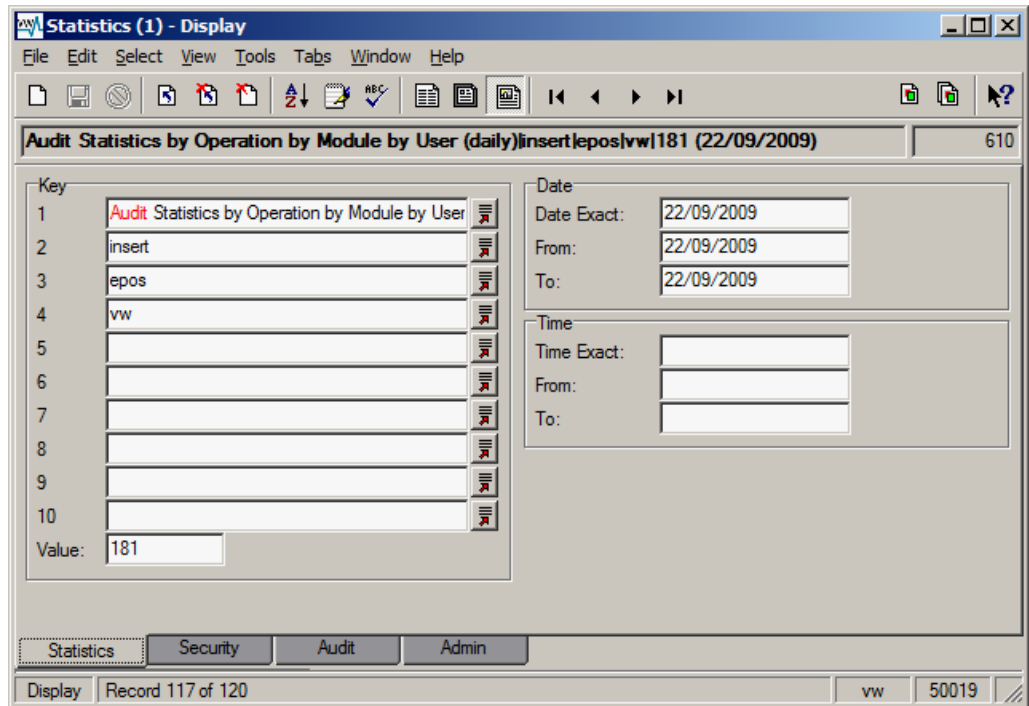 Statistics (1) - Display
File Edit Select View Tools Tabs Window Help
Audit Statistics by Operation by Module by User (daily)|insert|epos|vw|181 (22/09/2009) 610
Key
1 Audit Statistics by Operation by Module by User
2 insert
3 epos
4 vw
5
6
7
8
9
10
Value: 181
Date
Date Exact: 22/09/2009
From: 22/09/2009
To: 22/09/2009
Time
Time Exact:
From:
To:
Statistics Security Audit Admin
Display Record 117 of 120 vw 50019